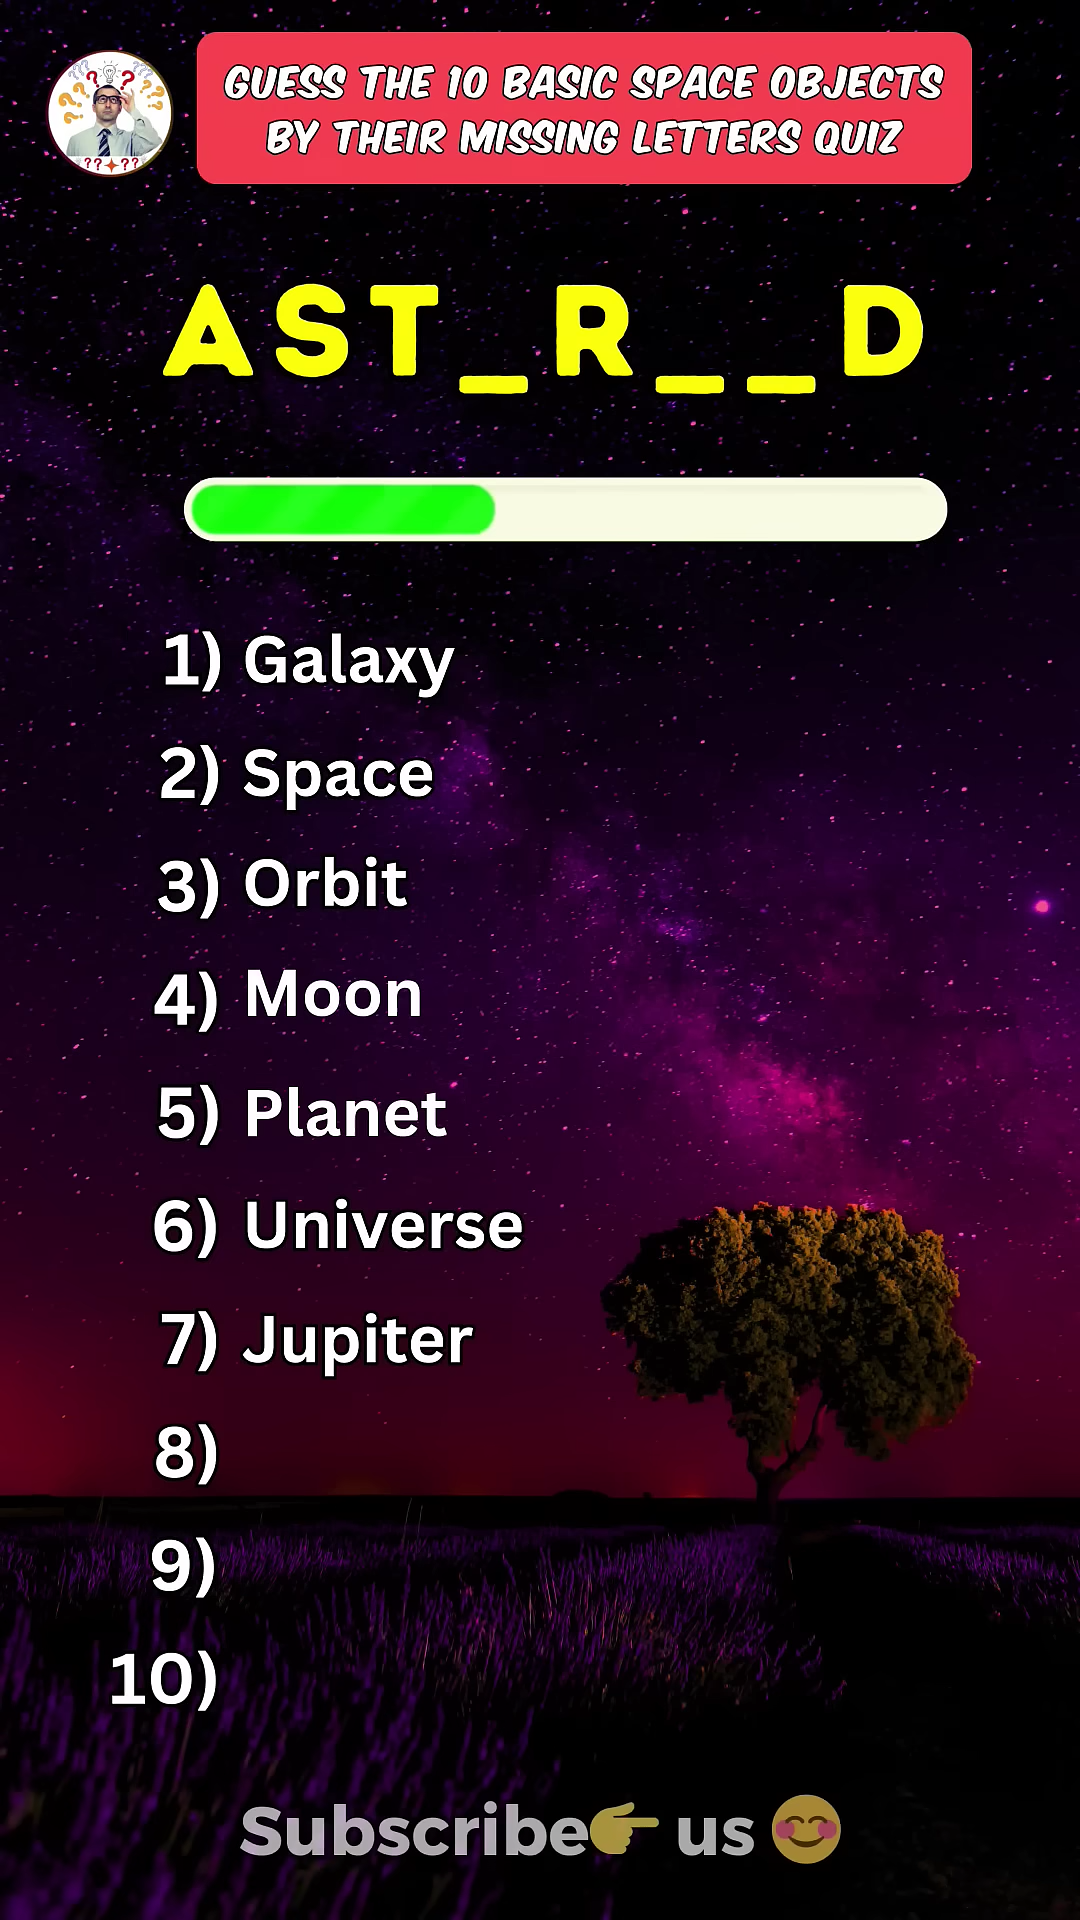 GUESS THE 10 BASIC SPACE OBJECTS
BY THEIR MISSING LETTERS QUIZ
AST_R__D
1) Galaxy
2) Space
3) Orbit
4) Moon
5) Planet
6) Universe
7) Jupiter
8)
9)
10)
Subscribe👉 us 😊